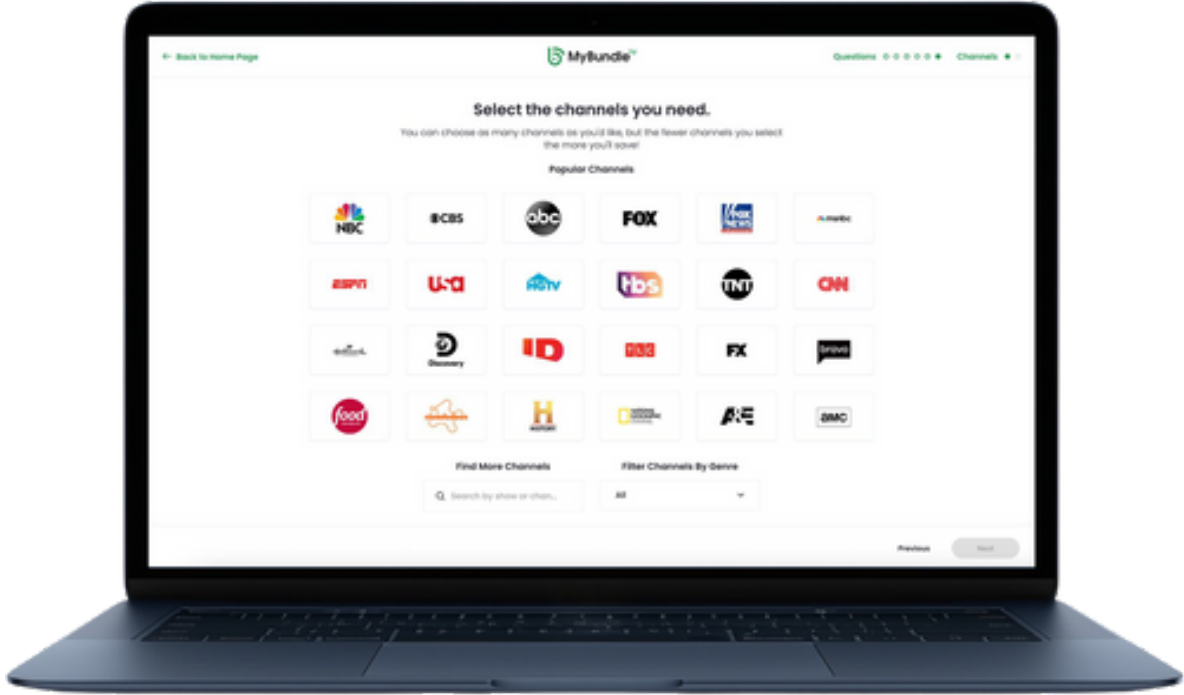 ← Back to Home Page
MyBundle
Questions
Channels
Select the channels you need.
You can choose as many channels as you'd like, but the fewer channels you select
the more you'll save!
Popular Channels
NBC
CBS
abc
FOX
FOX NEWS
msnbc
ESPN
USA
HGTV
tbs
TNT
CNN
Discovery
ID
TLC
FX
bravo
food
H
HISTORY
NATIONAL
GEOGRAPHIC
A&E
amc
Find More Channels
Filter Channels By Genre
Search by show or chan...
All
Previous
Next